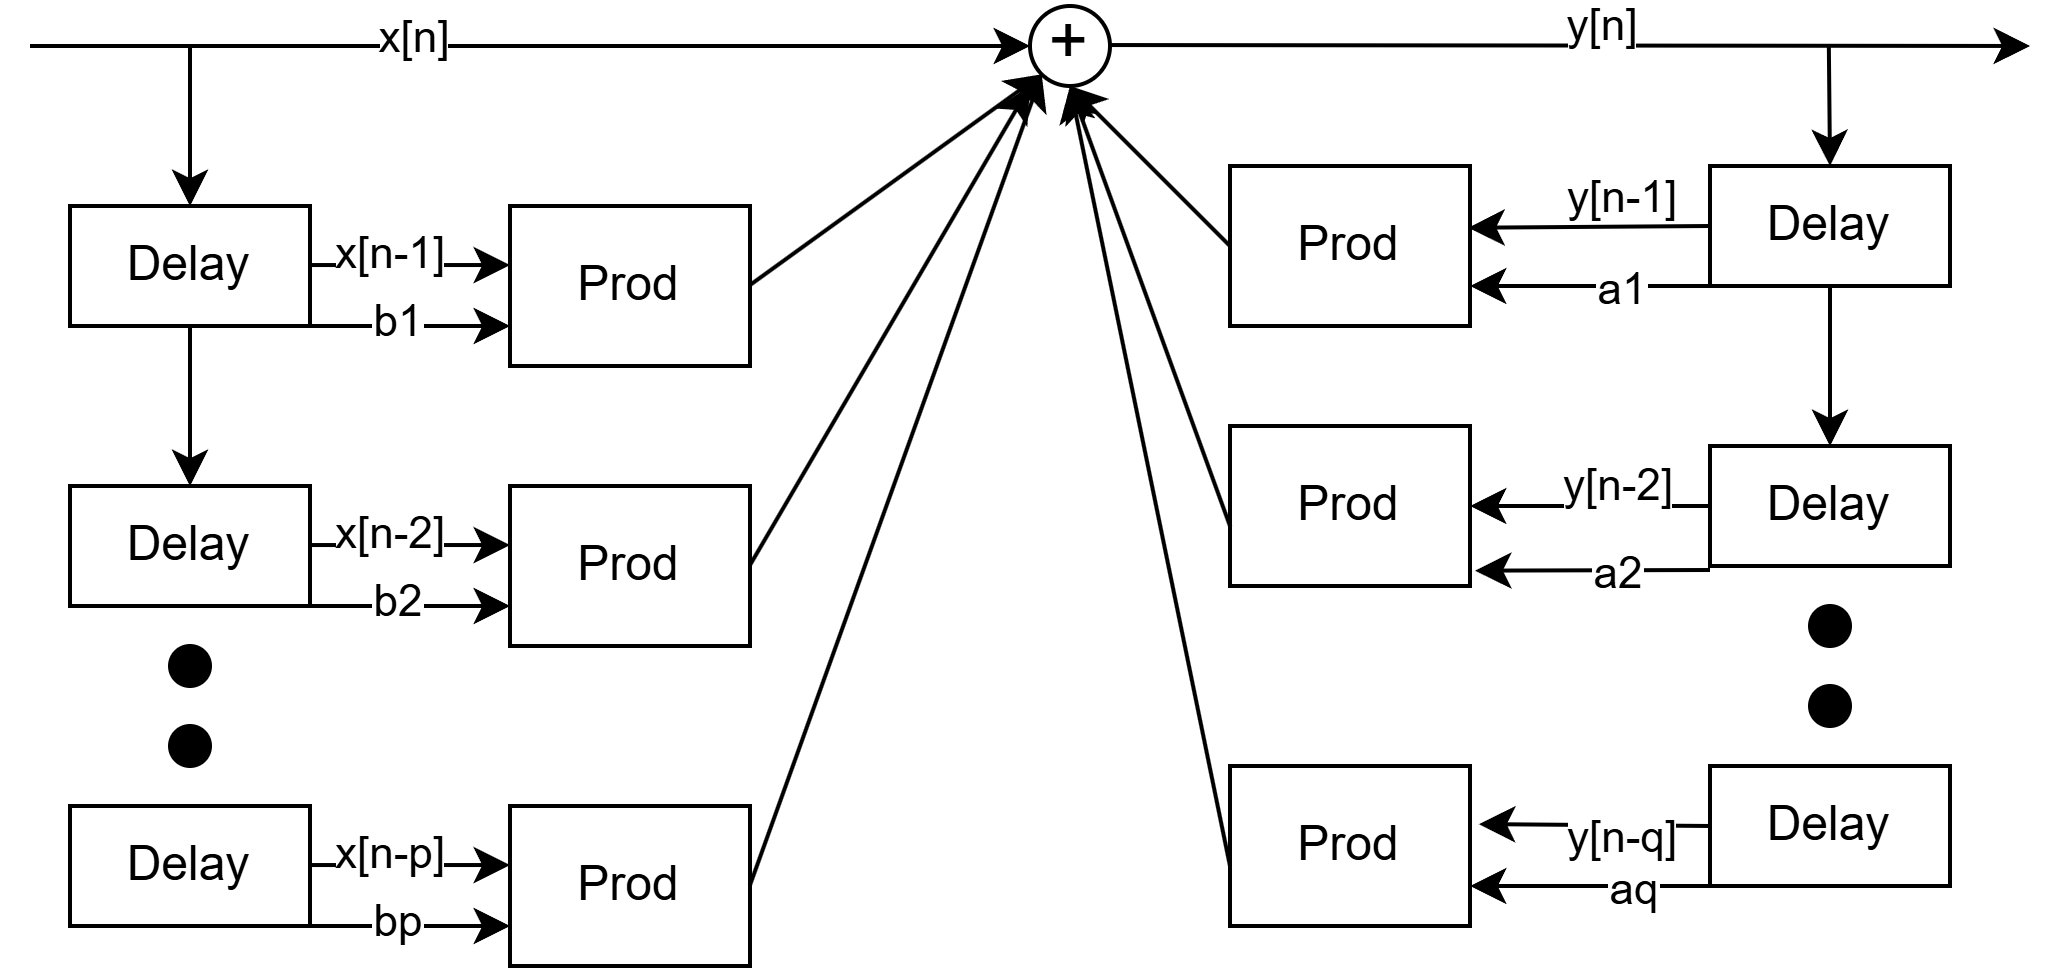 x[n]
+
y[n]
Delay
x[n-1]
b1
Prod
Prod
y[n-1]
a1
Delay
Delay
x[n-2]
b2
Prod
Prod
y[n-2]
a2
Delay
Delay
x[n-p]
bp
Prod
Prod
y[n-q]
aq
Delay